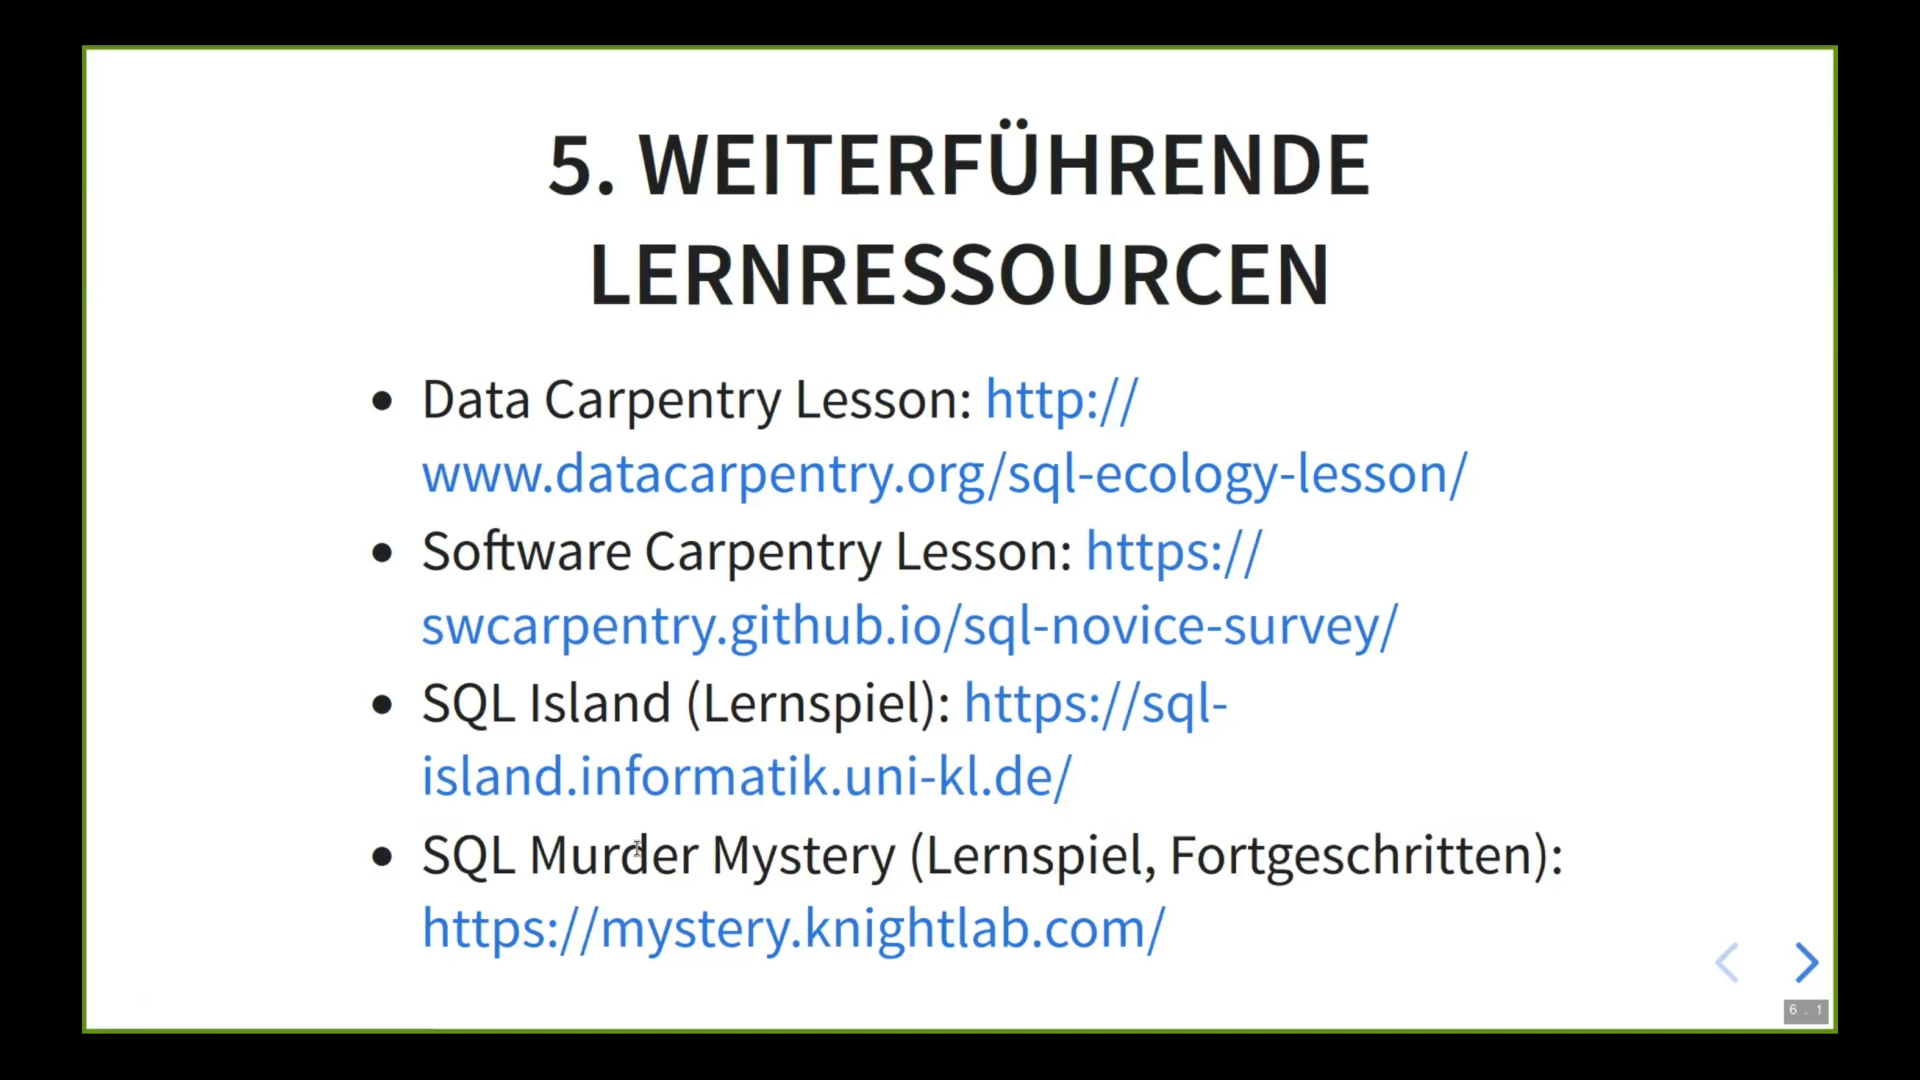 5. WEITERFÜHRENDE
LERNRESSOURCEN
• Data Carpentry Lesson: http://
www.datacarpentry.org/sql-ecology-lesson/
• Software Carpentry Lesson: https://
swcarpentry.github.io/sql-novice-survey/
• SQL Island (Lernspiel): https://sql-
island.informatik.uni-kl.de/
• SQL Murder Mystery (Lernspiel, Fortgeschritten):
https://mystery.knightlab.com/
6 . 1